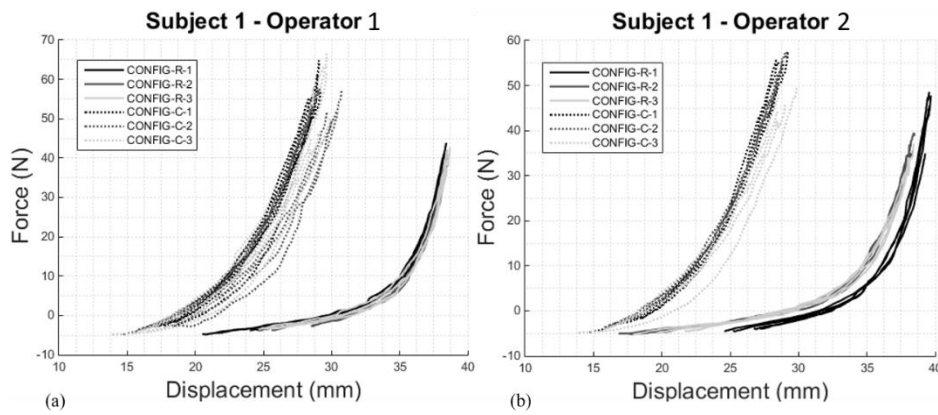 Subject 1 - Operator 1
Force (N)
70
60
50
40
30
20
10
0
-10
CONFIG-R-1
CONFIG-R-2
CONFIG-R-3
CONFIG-C-1
CONFIG-C-2
CONFIG-C-3
10 15 20 25 30 35 40
Displacement (mm)
(a)
Subject 1 - Operator 2
Force (N)
60
50
40
30
20
10
0
-10
CONFIG-R-1
CONFIG-R-2
CONFIG-R-3
CONFIG-C-1
CONFIG-C-2
CONFIG-C-3
10 15 20 25 30 35 40
Displacement (mm)
(b)